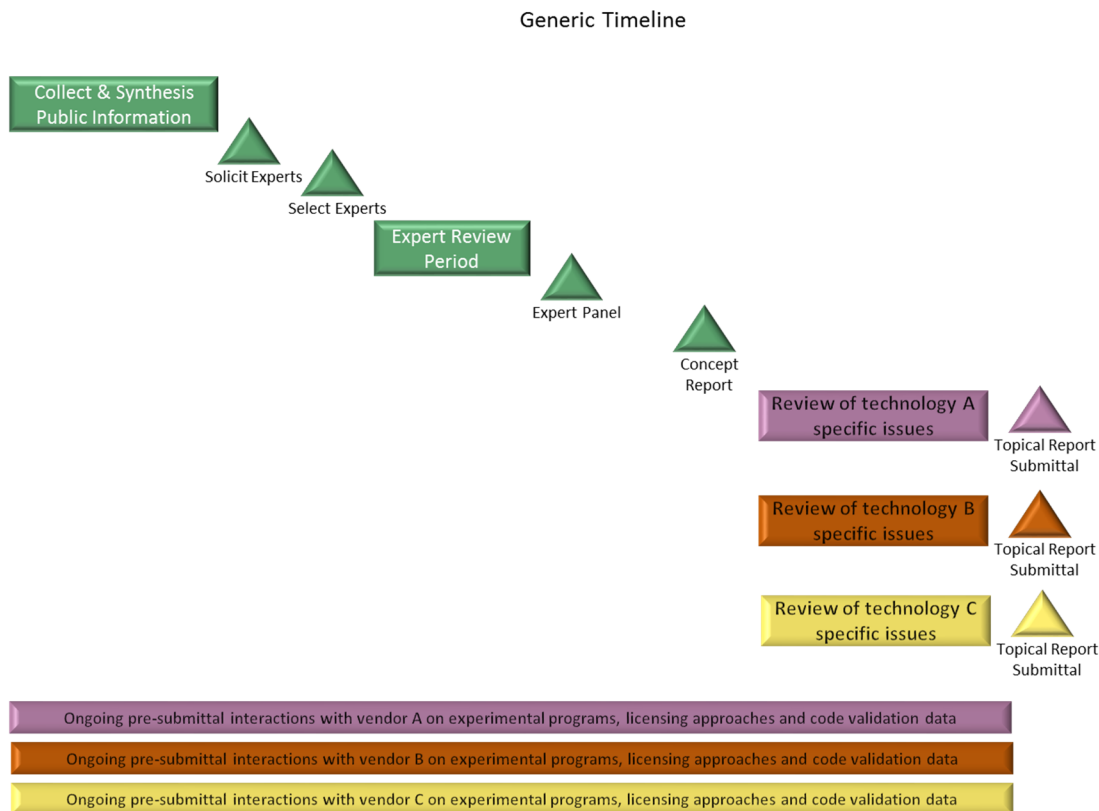 Generic Timeline
Collect & Synthesis
Public Information
Solicit Experts
Select Experts
Expert Review
Period
Expert Panel
Concept
Report
Review of technology A
specific issues
Topical Report
Submittal
Review of technology B
specific issues
Topical Report
Submittal
Review of technology C
specific issues
Topical Report
Submittal
Ongoing pre-submittal interactions with vendor A on experimental programs, licensing approaches and code validation data
Ongoing pre-submittal interactions with vendor B on experimental programs, licensing approaches and code validation data
Ongoing pre-submittal interactions with vendor C on experimental programs, licensing approaches and code validation data